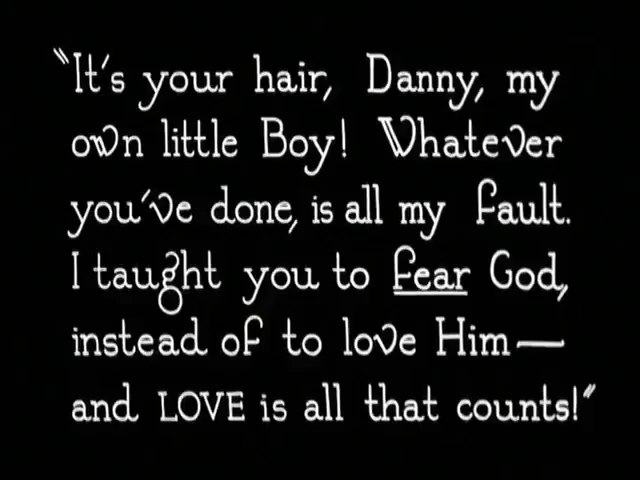 "It's your hair, Danny, my
own little Boy! Whatever
you've done, is all my fault.
I taught you to fear God,
instead of to love Him—
and LOVE is all that counts!"